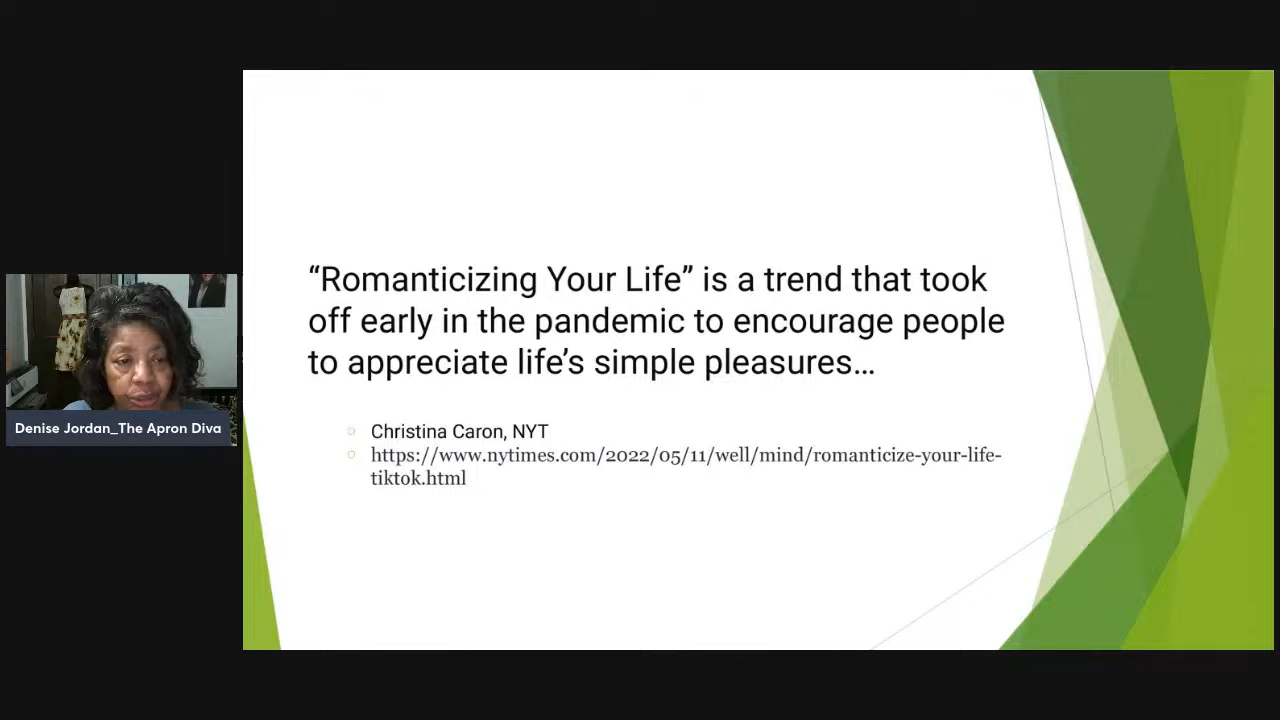 Denise Jordan_The Apron Diva
“Romanticizing Your Life” is a trend that took
off early in the pandemic to encourage people
to appreciate life’s simple pleasures…
Christina Caron, NYT
https://www.nytimes.com/2022/05/11/well/mind/romanticize-your-life-
tiktok.html